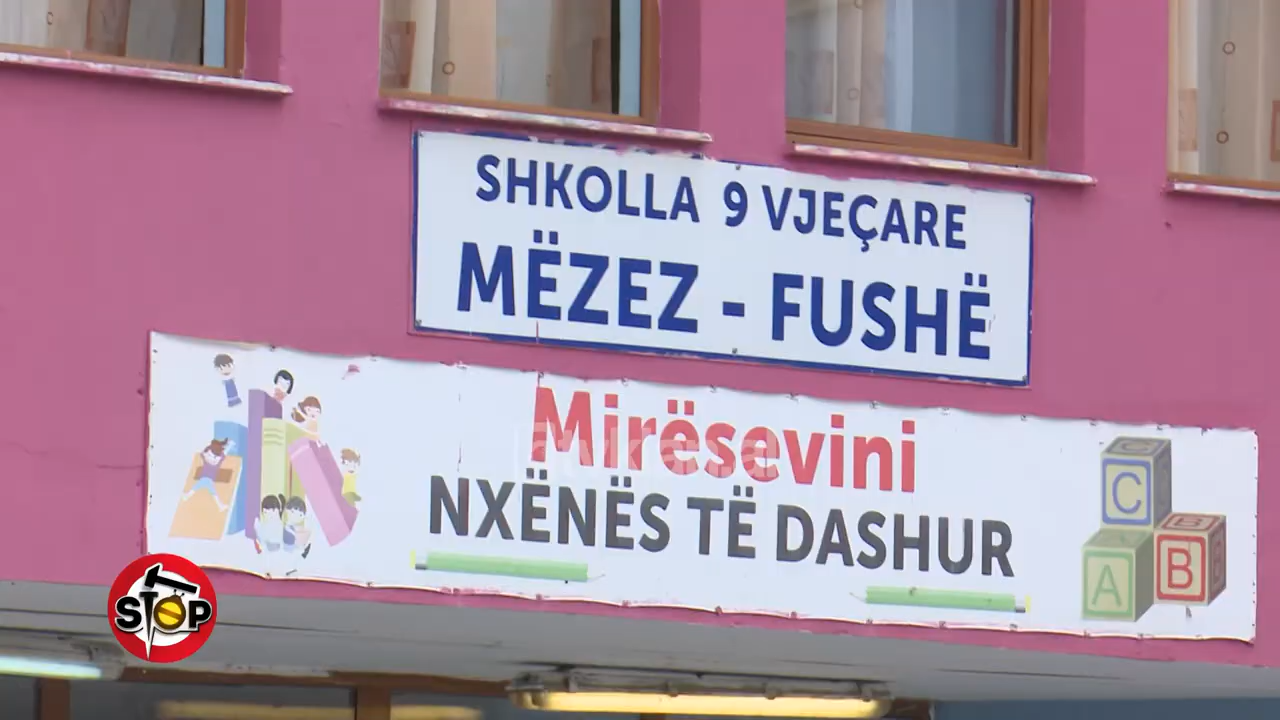 SHKOLLA 9 VJEÇARE
MËZEZ - FUSHË
Mirësevini
NXËNËS TË DASHUR
C
A B B
STOP